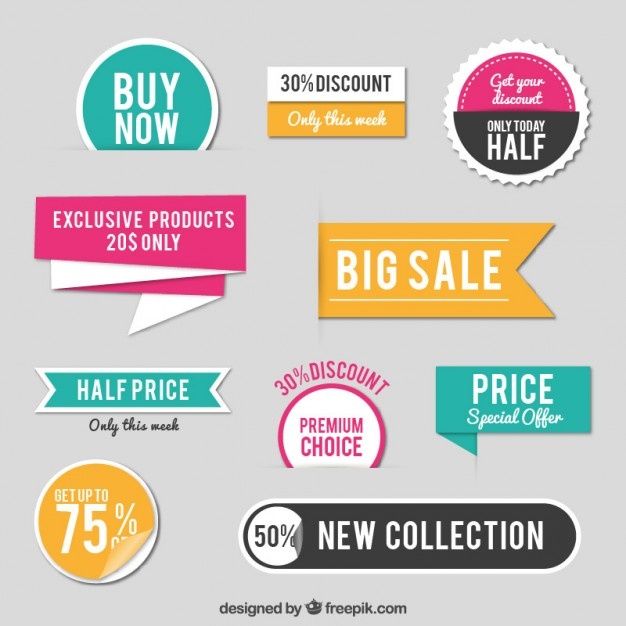 BUY
NOW
30% DISCOUNT
Only this week
Get your
discount
ONLY TODAY
HALF
EXCLUSIVE PRODUCTS
20$ ONLY
BIG SALE
HALF PRICE
Only this week
30% DISCOUNT
PREMIUM
CHOICE
PRICE
Special Offer
GET UP TO
75%
50% NEW COLLECTION
designed by freepik.com